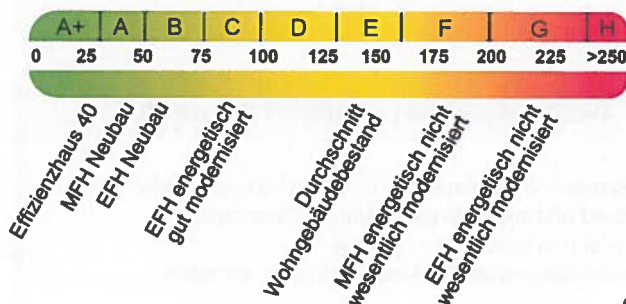 A+ A B C D E F G H
0 25 50 75 100 125 150 175 200 225 >250
Effizienzhaus 40
MFH Neubau
EFH Neubau
EFH energetisch
gut modernisiert
Durchschnitt
Wohngebäudebestand
MFH energetisch nicht
wesentlich modernisiert
EFH energetisch nicht
wesentlich modernisiert